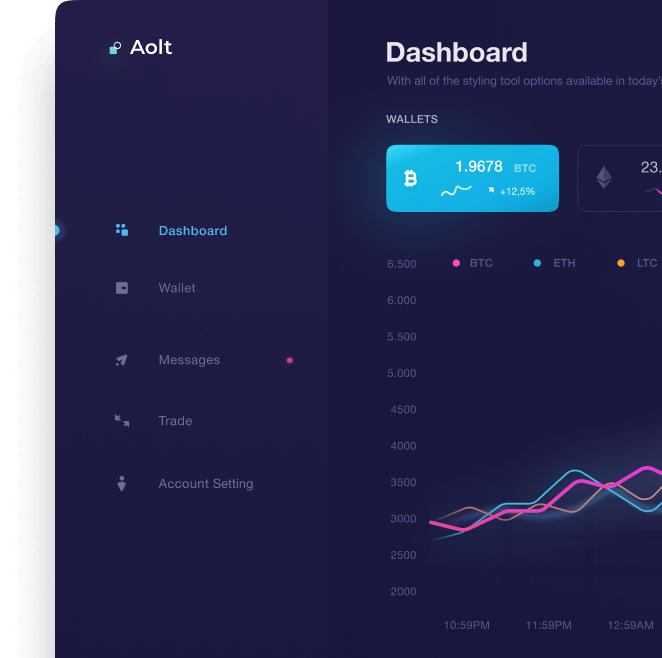 Aolt
Dashboard
Wallet
Messages
Trade
Account Setting
Dashboard
With all of the styling tool options available in today's
WALLETS
1.9678 BTC
+12,5%
23.
BTC ETH LTC
6.500
6.000
5.500
5.000
4500
4000
3500
3000
2500
2000
10:59PM 11:59PM 12:59AM